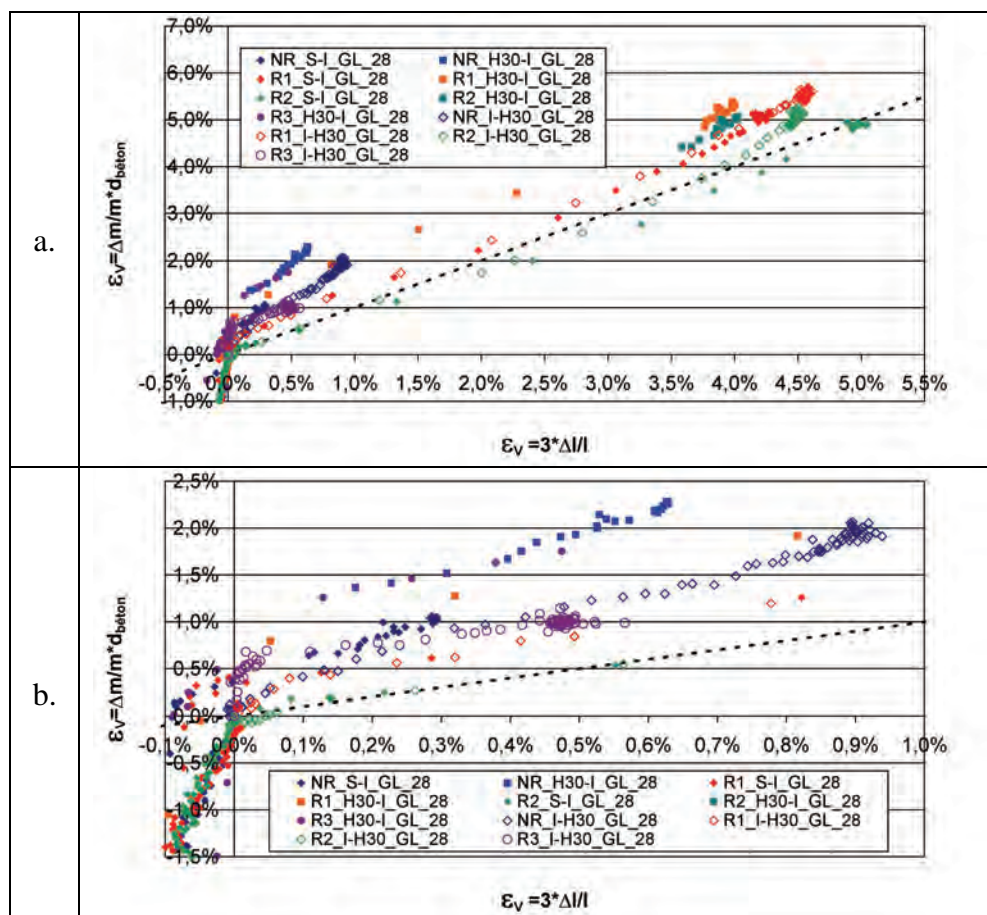 a.
7,0%
6,0%
5,0%
4,0%
3,0%
2,0%
1,0%
0,0%
-1,0%
εV=Δm/m*dbéton
NR_S-I_GL_28 NR_H30-I_GL_28
R1_S-I_GL_28 R1_H30-I_GL_28
R2_S-I_GL_28 R2_H30-I_GL_28
R3_H30-I_GL_28 NR_I-H30_GL_28
R1_I-H30_GL_28 R2_I-H30_GL_28
R3_I-H30_GL_28
-0,5% 0,0% 0,5% 1,0% 1,5% 2,0% 2,5% 3,0% 3,5% 4,0% 4,5% 5,0% 5,5%
εV =3*Δl/l
b.
2,5%
2,0%
1,5%
1,0%
0,5%
0,0%
-0,5%
-1,0%
-1,5%
εV=Δm/m*dbéton
-0,1% 0,0% 0,1% 0,2% 0,3% 0,4% 0,5% 0,6% 0,7% 0,8% 0,9% 1,0%
NR_S-I_GL_28 NR_H30-I_GL_28 R1_S-I_GL_28
R1_H30-I_GL_28 R2_S-I_GL_28 R2_H30-I_GL_28
R3_H30-I_GL_28 NR_I-H30_GL_28 R1_I-H30_GL_28
R2_I-H30_GL_28 R3_I-H30_GL_28
εV =3*Δl/l